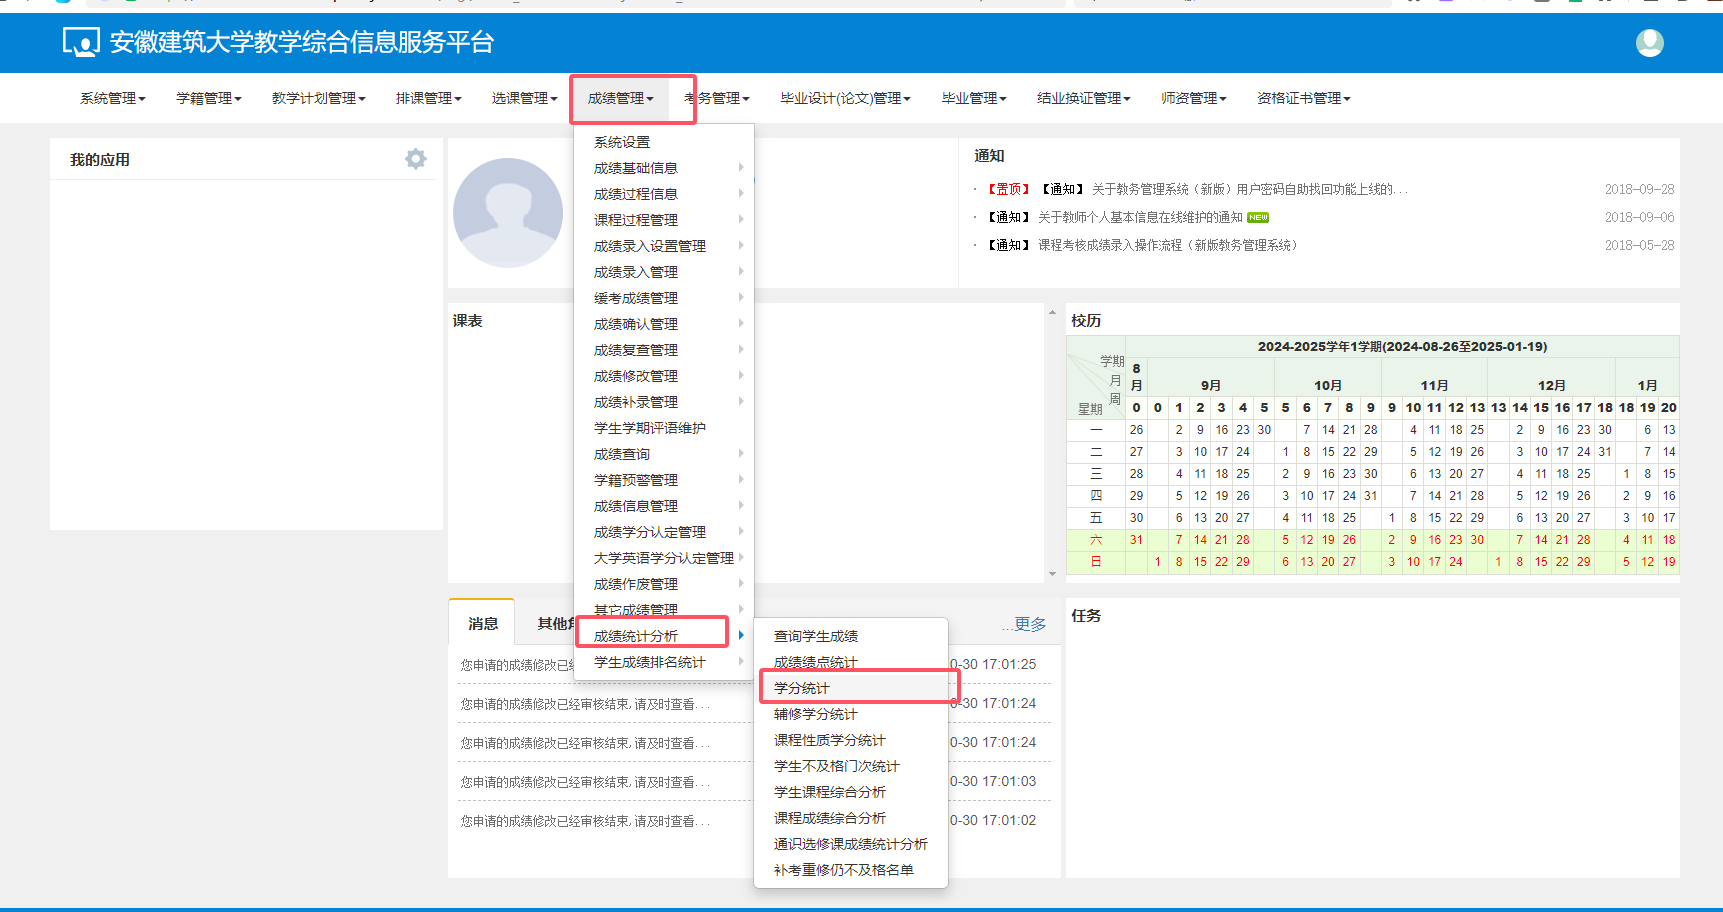 安徽建筑大学教学综合信息服务平台
系统管理 学籍管理 教学计划管理 排课管理 选课管理 成绩管理 考务管理 毕业设计(论文)管理 毕业管理 结业换证管理 师资管理 资格证书管理
我的应用
系统设置
成绩基础信息
成绩过程信息
课程过程管理
成绩录入设置管理
成绩录入管理
缓考成绩管理
成绩确认管理
成绩复查管理
成绩修改管理
成绩补录管理
学生学期评语维护
成绩查询
学籍预警管理
成绩信息管理
成绩学分认定管理
大学英语学分认定管理
成绩作废管理
其它成绩管理
成绩统计分析
学生成绩排名统计
查询学生成绩
成绩绩点统计
学分统计
辅修学分统计
课程性质学分统计
学生不及格门次统计
学生课程综合分析
课程成绩综合分析
通识选修课成绩统计分析
补考重修仍不及格名单
通知
·【置顶】【通知】 关于教务管理系统（新版）用户密码自助找回功能上线的... 2018-09-28
·【通知】 关于教师个人基本信息在线维护的通知 NEW 2018-09-06
·【通知】 课程考核成绩录入操作流程（新版教务管理系统） 2018-05-28
课表
校历
2024-2025学年1学期(2024-08-26至2025-01-19)
学期
月
周
星期
8月 9月 10月 11月 12月 1月
0 0 1 2 3 4 5 5 6 7 8 9 9 10 11 12 13 13 14 15 16 17 18 18 19 20
一 26 2 9 16 23 30 7 14 21 28 4 11 18 25 2 9 16 23 30 6 13
二 27 3 10 17 24 1 8 15 22 29 5 12 19 26 3 10 17 24 31 7 14
三 28 4 11 18 25 2 9 16 23 30 6 13 20 27 4 11 18 25 1 8 15
四 29 5 12 19 26 3 10 17 24 31 7 14 21 28 5 12 19 26 2 9 16
五 30 6 13 20 27 4 11 18 25 1 8 15 22 29 6 13 20 27 3 10 17
六 31 7 14 21 28 5 12 19 26 2 9 16 23 30 7 14 21 28 4 11 18
日 1 8 15 22 29 6 13 20 27 3 10 17 24 1 8 15 22 29 5 12 19
消息 其他 ...更多
您申请的成绩修改已经 0-30 17:01:25
您申请的成绩修改已经审核结束,请及时查看... 0-30 17:01:24
您申请的成绩修改已经审核结束,请及时查看... 0-30 17:01:24
您申请的成绩修改已经审核结束,请及时查看... 0-30 17:01:03
您申请的成绩修改已经审核结束,请及时查看... 0-30 17:01:02
任务